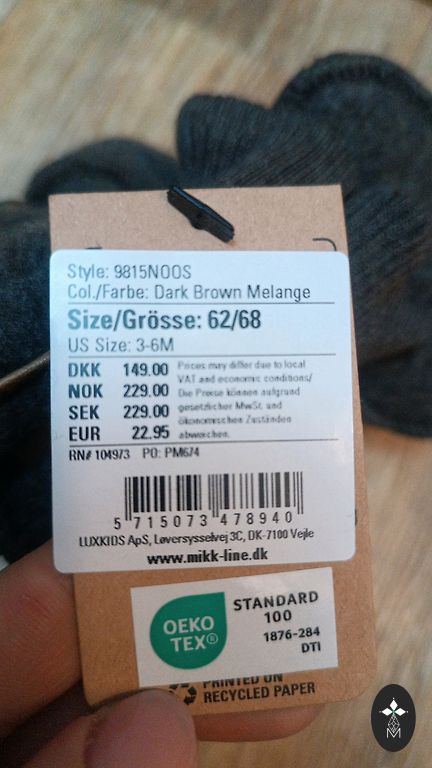 Style: 9815NOOS
Col./Farbe: Dark Brown Melange
Size/Grösse: 62/68
US Size: 3-6M
DKK 149.00
NOK 229.00
SEK 229.00
EUR 22.95
Prices may differ due to local
VAT and economic conditions/
Die Preise können aufgrund
gesetzlicher MwSt. und
ökonomischen Zuständen
abweichen.
RN# 104973 PO: PM674
5 715073 478940
LUXKIDS ApS, Løversysselvej 3C, DK-7100 Vejle
www.mikk-line.dk
OEKO
TEX®
STANDARD
100
1876-284
DTI
PRINTED ON
RECYCLED PAPER